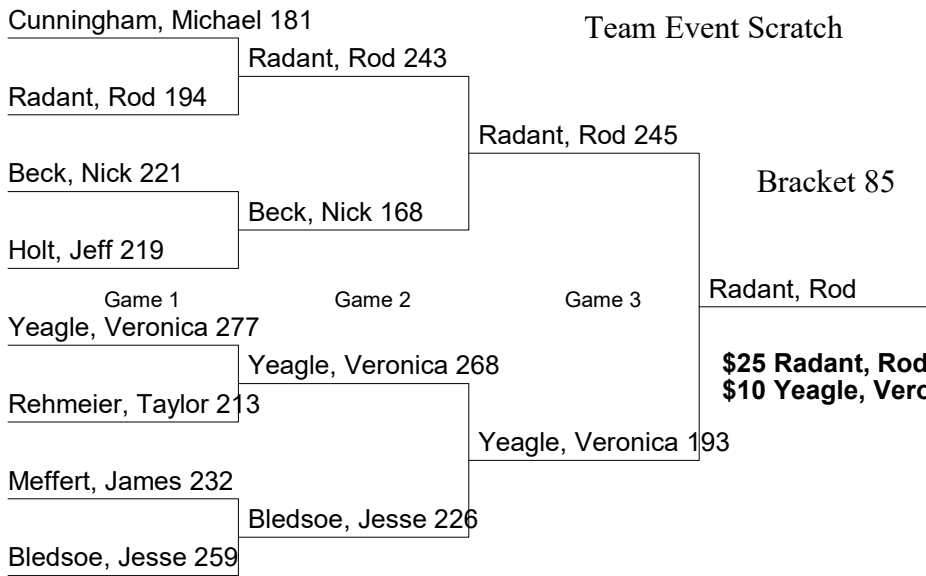 Cunningham, Michael 181
Team Event Scratch
Radant, Rod 243
Radant, Rod 194
Radant, Rod 245
Beck, Nick 221
Bracket 85
Beck, Nick 168
Holt, Jeff 219
Game 1
Game 2
Game 3
Radant, Rod
Yeagle, Veronica 277
Yeagle, Veronica 268
$25 Radant, Rod
$10 Yeagle, Vero
Rehmeier, Taylor 213
Yeagle, Veronica 193
Meffert, James 232
Bledsoe, Jesse 226
Bledsoe, Jesse 259